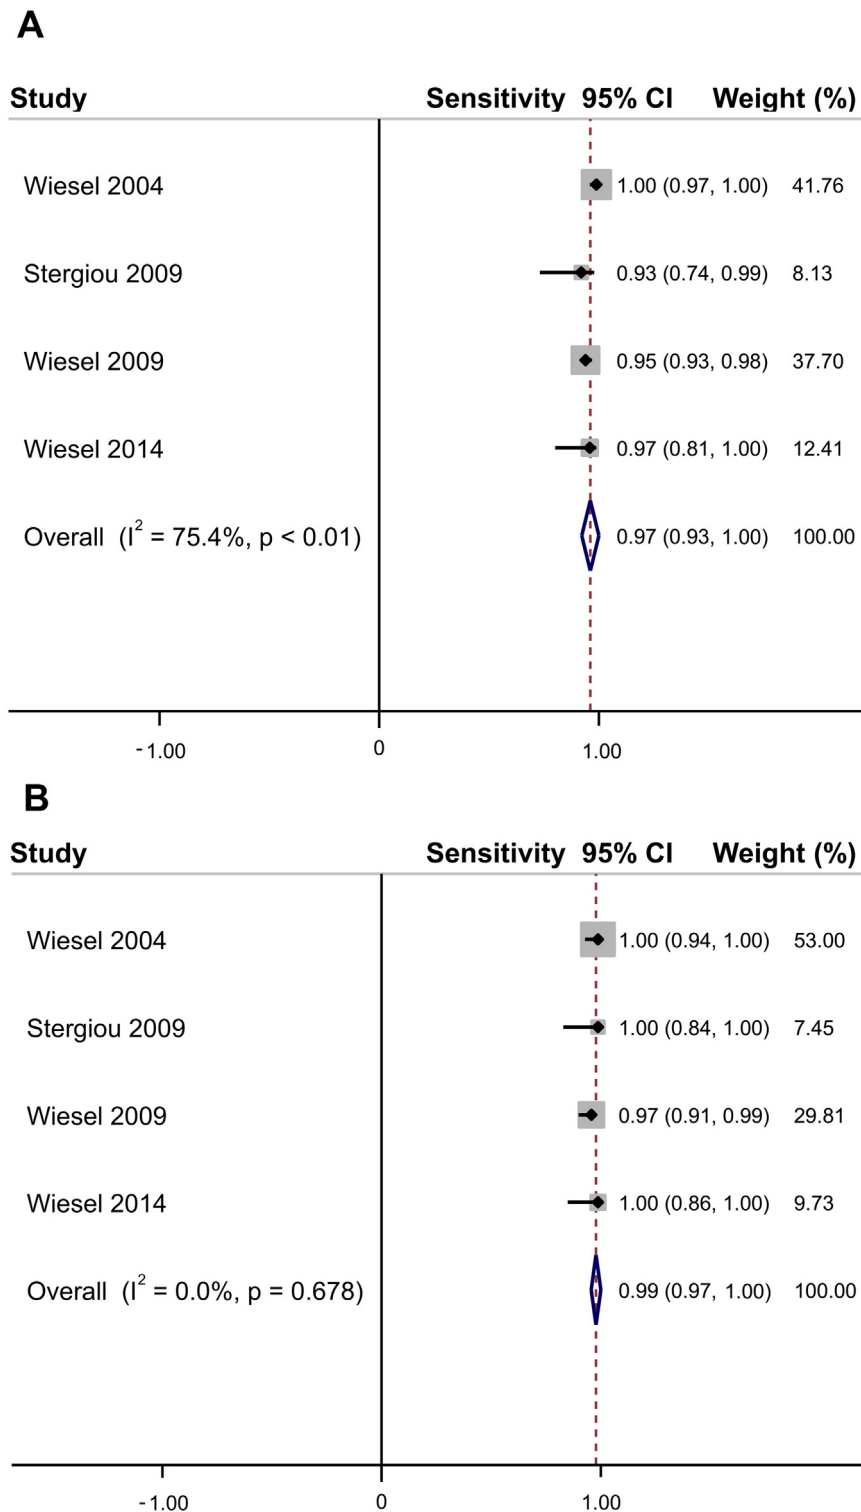 A
Study Sensitivity 95% CI Weight (%)
Wiesel 2004 1.00 (0.97, 1.00) 41.76
Stergiou 2009 0.93 (0.74, 0.99) 8.13
Wiesel 2009 0.95 (0.93, 0.98) 37.70
Wiesel 2014 0.97 (0.81, 1.00) 12.41
Overall (I² = 75.4%, p < 0.01) 0.97 (0.93, 1.00) 100.00
-1.00 0 1.00
B
Study Sensitivity 95% CI Weight (%)
Wiesel 2004 1.00 (0.94, 1.00) 53.00
Stergiou 2009 1.00 (0.84, 1.00) 7.45
Wiesel 2009 0.97 (0.91, 0.99) 29.81
Wiesel 2014 1.00 (0.86, 1.00) 9.73
Overall (I² = 0.0%, p = 0.678) 0.99 (0.97, 1.00) 100.00
-1.00 0 1.00